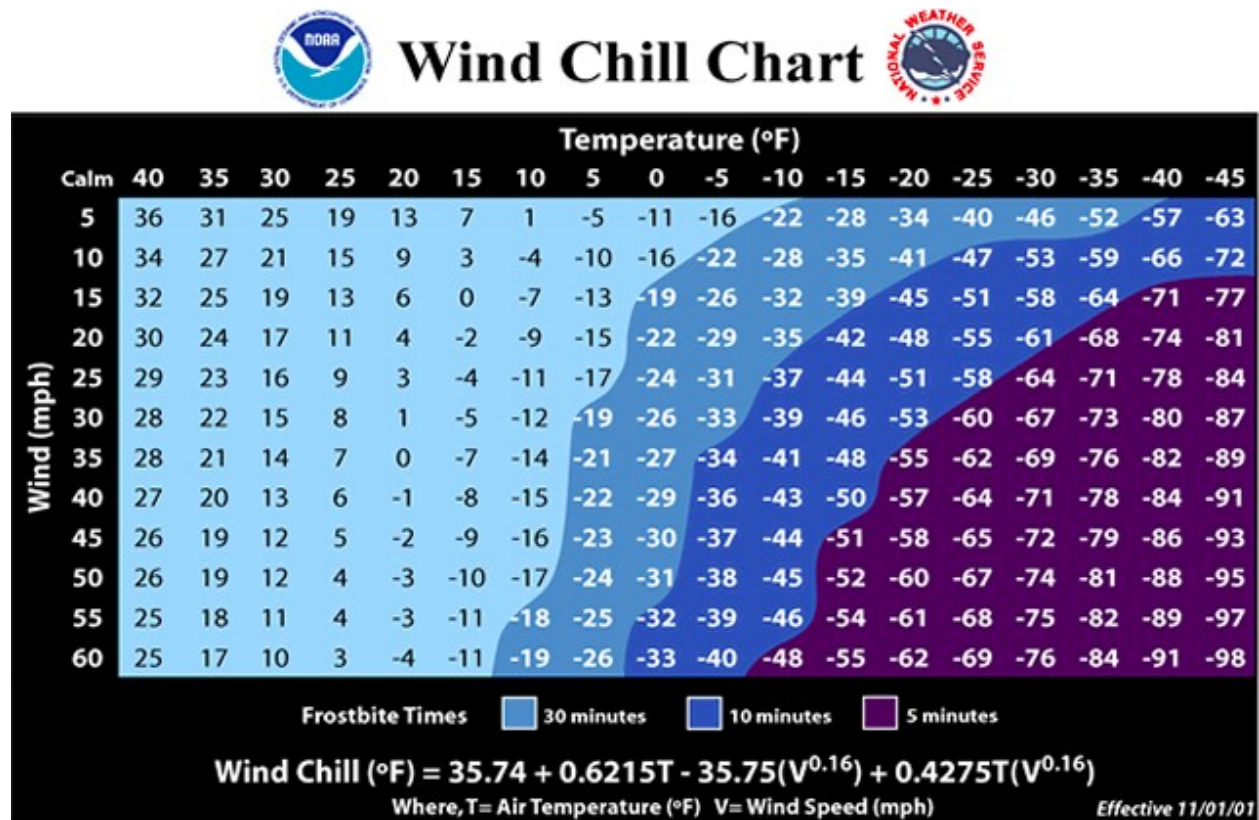 NOAA
NATIONAL WEATHER SERVICE
Wind Chill Chart
Temperature (ºF)
Calm 40 35 30 25 20 15 10 5 0 -5 -10 -15 -20 -25 -30 -35 -40 -45
Wind (mph)
5 36 31 25 19 13 7 1 -5 -11 -16 -22 -28 -34 -40 -46 -52 -57 -63
10 34 27 21 15 9 3 -4 -10 -16 -22 -28 -35 -41 -47 -53 -59 -66 -72
15 32 25 19 13 6 0 -7 -13 -19 -26 -32 -39 -45 -51 -58 -64 -71 -77
20 30 24 17 11 4 -2 -9 -15 -22 -29 -35 -42 -48 -55 -61 -68 -74 -81
25 29 23 16 9 3 -4 -11 -17 -24 -31 -37 -44 -51 -58 -64 -71 -78 -84
30 28 22 15 8 1 -5 -12 -19 -26 -33 -39 -46 -53 -60 -67 -73 -80 -87
35 28 21 14 7 0 -7 -14 -21 -27 -34 -41 -48 -55 -62 -69 -76 -82 -89
40 27 20 13 6 -1 -8 -15 -22 -29 -36 -43 -50 -57 -64 -71 -78 -84 -91
45 26 19 12 5 -2 -9 -16 -23 -30 -37 -44 -51 -58 -65 -72 -79 -86 -93
50 26 19 12 4 -3 -10 -17 -24 -31 -38 -45 -52 -60 -67 -74 -81 -88 -95
55 25 18 11 4 -3 -11 -18 -25 -32 -39 -46 -54 -61 -68 -75 -82 -89 -97
60 25 17 10 3 -4 -11 -19 -26 -33 -40 -48 -55 -62 -69 -76 -84 -91 -98
Frostbite Times 30 minutes 10 minutes 5 minutes
Wind Chill (ºF) = 35.74 + 0.6215T - 35.75(V^0.16) + 0.4275T(V^0.16)
Where, T= Air Temperature (ºF) V= Wind Speed (mph)
Effective 11/01/01